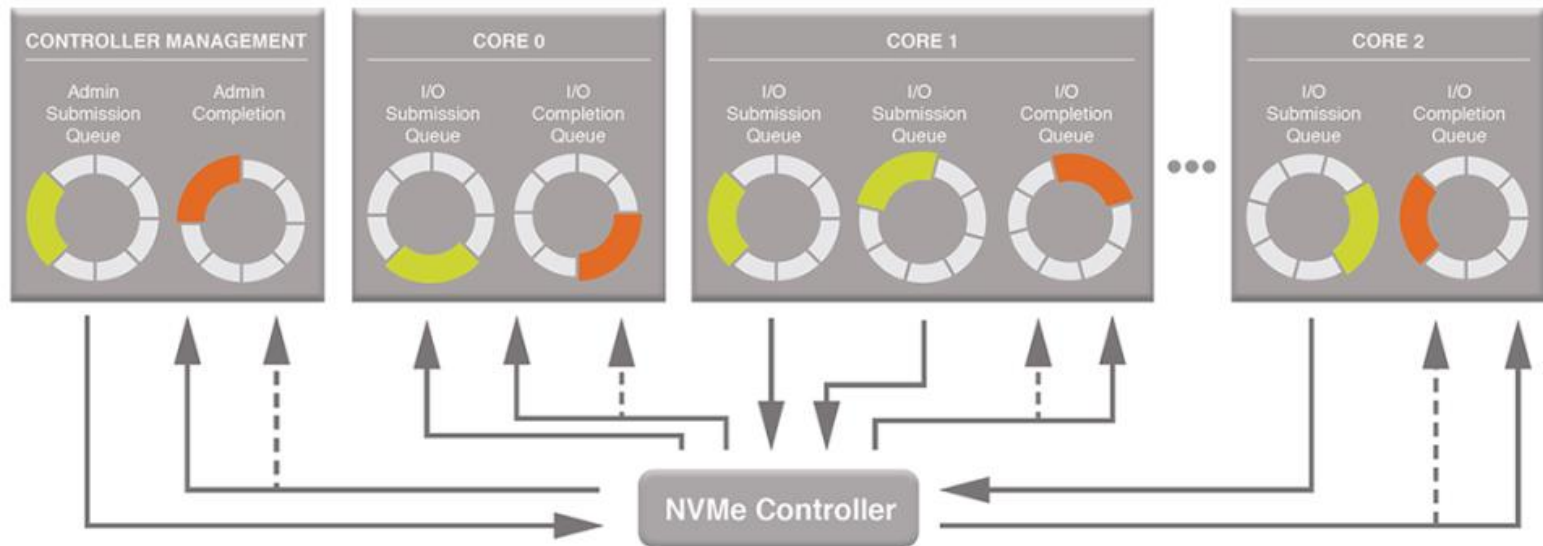 CONTROLLER MANAGEMENT
Admin
Submission
Queue
Admin
Completion
CORE 0
I/O
Submission
Queue
I/O
Completion
Queue
CORE 1
I/O
Submission
Queue
I/O
Submission
Queue
I/O
Completion
Queue
CORE 2
I/O
Submission
Queue
I/O
Completion
Queue
NVMe Controller